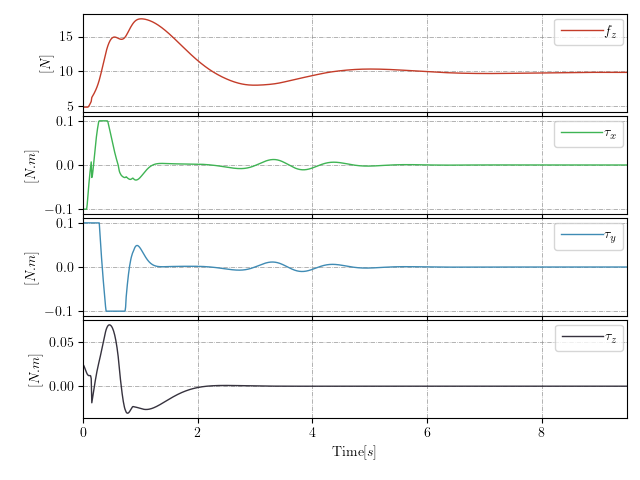 [N]
15
10
5
f_z
[N.m]
0.1
0.0
−0.1
τ_x
[N.m]
0.1
0.0
−0.1
τ_y
[N.m]
0.05
0.00
τ_z
0 2 4 6 8
Time[s]